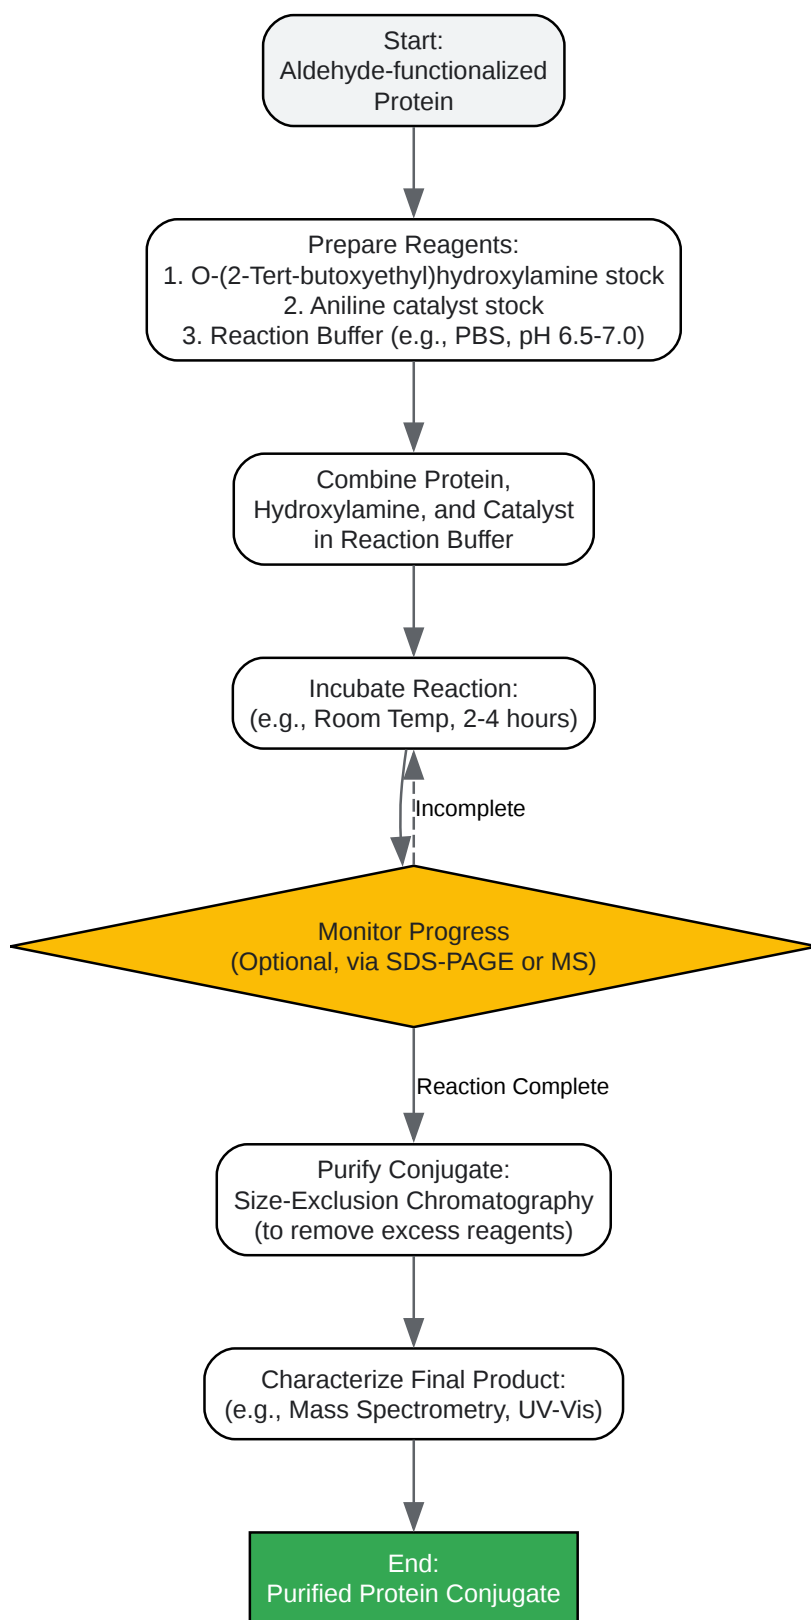 Start:
Aldehyde-functionalized
Protein
Prepare Reagents:
1. O-(2-Tert-butoxyethyl)hydroxylamine stock
2. Aniline catalyst stock
3. Reaction Buffer (e.g., PBS, pH 6.5-7.0)
Combine Protein,
Hydroxylamine, and Catalyst
in Reaction Buffer
Incubate Reaction:
(e.g., Room Temp, 2-4 hours)
Incomplete
Monitor Progress
(Optional, via SDS-PAGE or MS)
Reaction Complete
Purify Conjugate:
Size-Exclusion Chromatography
(to remove excess reagents)
Characterize Final Product:
(e.g., Mass Spectrometry, UV-Vis)
End:
Purified Protein Conjugate